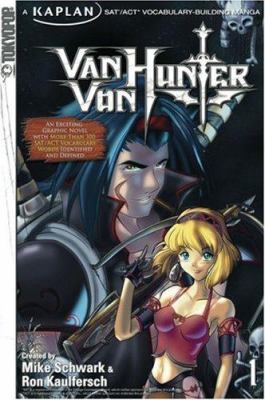 TOKYOPOP
A KAPLAN SAT*/ACT* VOCABULARY-BUILDING MANGA
VAN VON HUNTER
AN EXCITING
GRAPHIC NOVEL
WITH MORE THAN 300
SAT/ACT VOCABULARY
WORDS IDENTIFIED
AND DEFINED
Created by
Mike Schwark
& Ron Kaulfersch
1